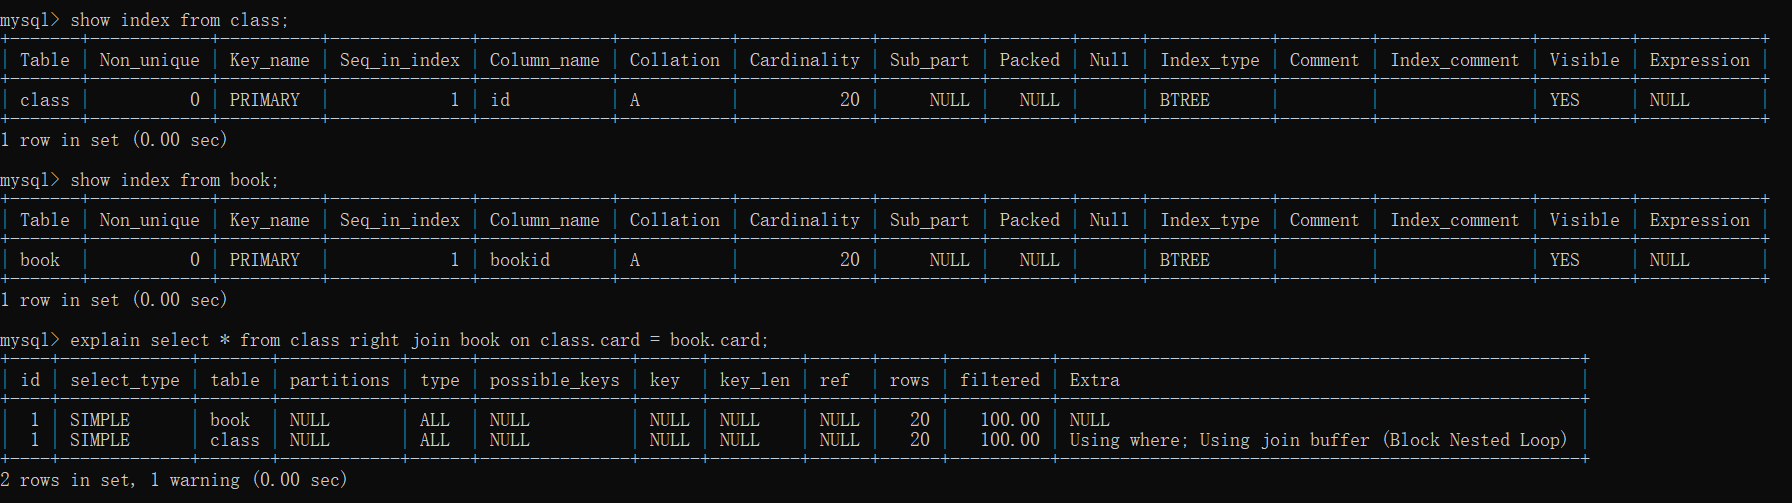 mysql> show index from class;
+-------+------------+----------+--------------+-------------+-----------+-------------+----------+--------+------+------------+---------+---------------+---------+------------+
| Table | Non_unique | Key_name | Seq_in_index | Column_name | Collation | Cardinality | Sub_part | Packed | Null | Index_type | Comment | Index_comment | Visible | Expression |
+-------+------------+----------+--------------+-------------+-----------+-------------+----------+--------+------+------------+---------+---------------+---------+------------+
| class |          0 | PRIMARY  |            1 | id          | A         |          20 |     NULL |   NULL |      | BTREE      |         |               | YES     | NULL       |
+-------+------------+----------+--------------+-------------+-----------+-------------+----------+--------+------+------------+---------+---------------+---------+------------+
1 row in set (0.00 sec)
mysql> show index from book;
+-------+------------+----------+--------------+-------------+-----------+-------------+----------+--------+------+------------+---------+---------------+---------+------------+
| Table | Non_unique | Key_name | Seq_in_index | Column_name | Collation | Cardinality | Sub_part | Packed | Null | Index_type | Comment | Index_comment | Visible | Expression |
+-------+------------+----------+--------------+-------------+-----------+-------------+----------+--------+------+------------+---------+---------------+---------+------------+
| book  |          0 | PRIMARY  |            1 | bookid      | A         |          20 |     NULL |   NULL |      | BTREE      |         |               | YES     | NULL       |
+-------+------------+----------+--------------+-------------+-----------+-------------+----------+--------+------+------------+---------+---------------+---------+------------+
1 row in set (0.00 sec)
mysql> explain select * from class right join book on class.card = book.card;
+----+-------------+-------+------------+------+---------------+------+---------+------+------+----------+----------------------------------------------------+
| id | select_type | table | partitions | type | possible_keys | key  | key_len | ref  | rows | filtered | Extra                                              |
+----+-------------+-------+------------+------+---------------+------+---------+------+------+----------+----------------------------------------------------+
|  1 | SIMPLE      | book  | NULL       | ALL  | NULL          | NULL | NULL    | NULL |   20 |   100.00 | NULL                                               |
|  1 | SIMPLE      | class | NULL       | ALL  | NULL          | NULL | NULL    | NULL |   20 |   100.00 | Using where; Using join buffer (Block Nested Loop) |
+----+-------------+-------+------------+------+---------------+------+---------+------+------+----------+----------------------------------------------------+
2 rows in set, 1 warning (0.00 sec)